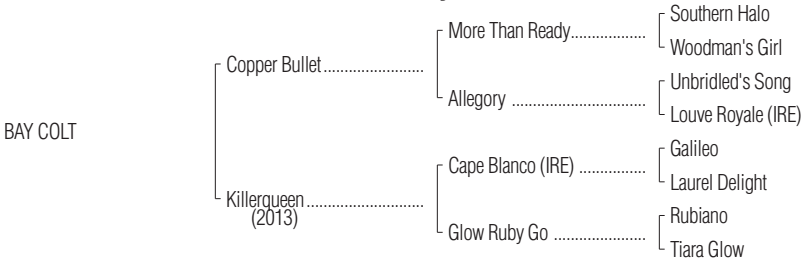 Southern Halo
More Than Ready..................
Woodman's Girl
Copper Bullet........................
Unbridled's Song
Allegory ................................
Louve Royale (IRE)
BAY COLT
Galileo
Cape Blanco (IRE) ................
Laurel Delight
Killerqueen............................
(2013)
Rubiano
Glow Ruby Go ......................
Tiara Glow